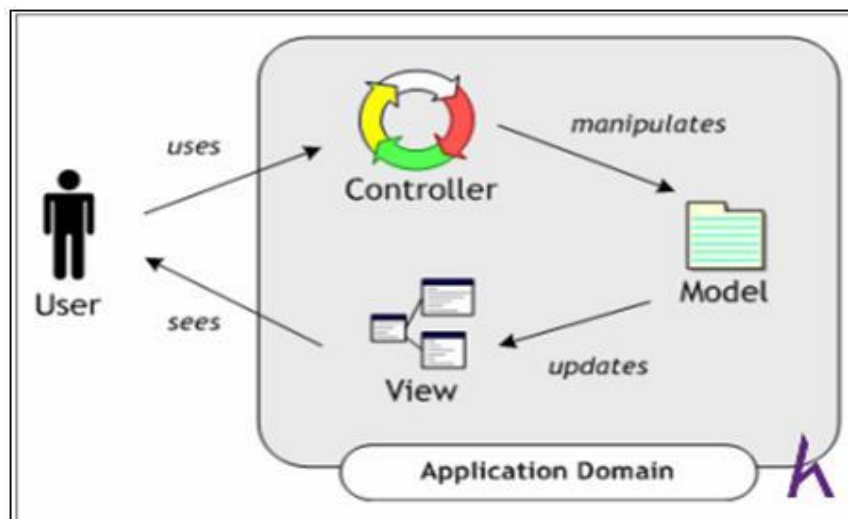 uses
manipulates
Controller
User
Model
sees
updates
View
Application Domain